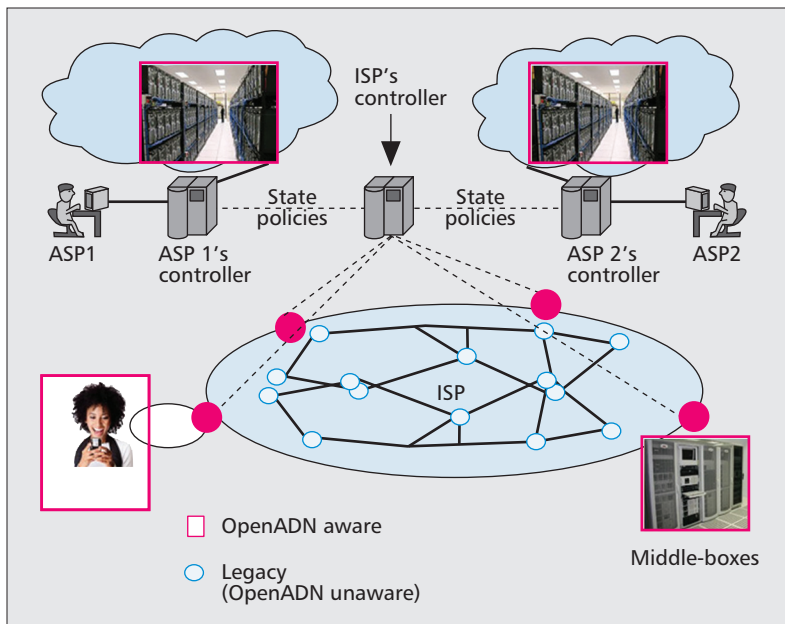 ISP's
controller
State
policies
State
policies
ASP1
ASP 1's
controller
ASP 2's
controller
ASP2
ISP
OpenADN aware
Legacy
(OpenADN unaware)
Middle-boxes